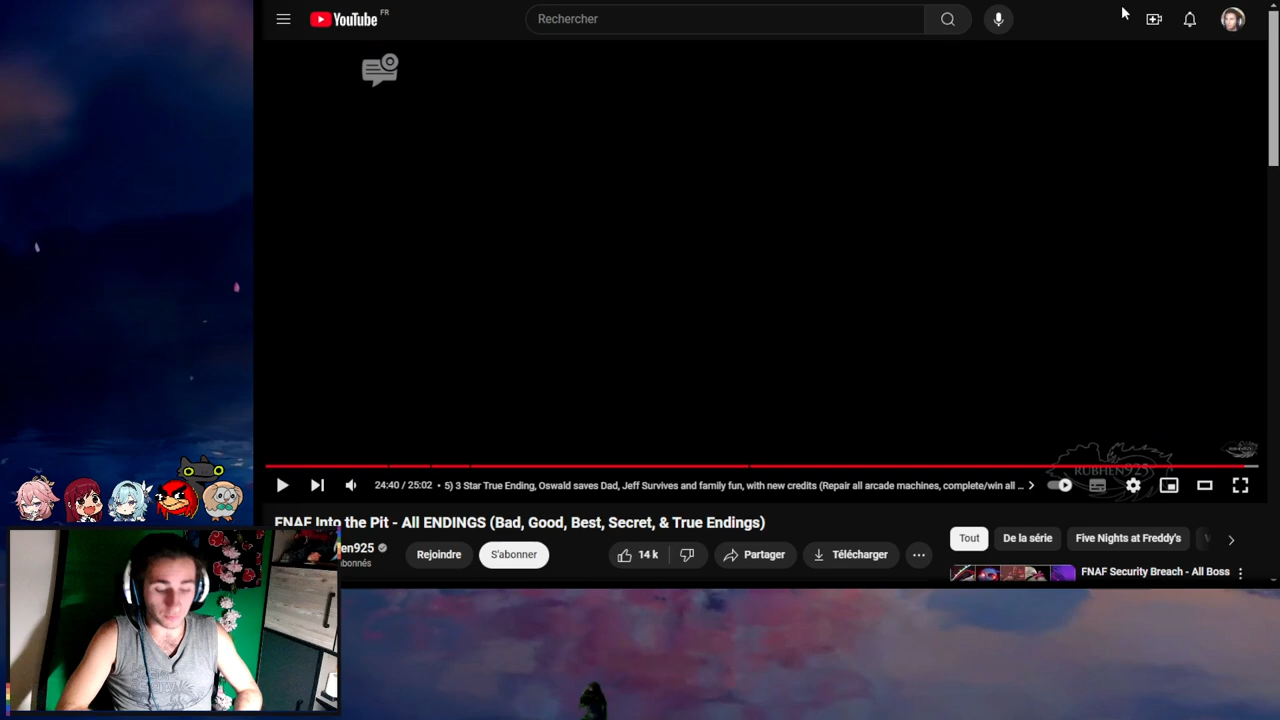 YouTube FR
Rechercher
RUBHEN925
24:40 / 25:02 • 5) 3 Star True Ending, Oswald saves Dad, Jeff Survives and family fun, with new credits (Repair all arcade machines, complete/win all ...
FNAF Into the Pit - All ENDINGS (Bad, Good, Best, Secret, & True Endings)
en925
Rejoindre
S'abonner
14 k
Partager
Télécharger
Tout
De la série
Five Nights at Freddy's
FNAF Security Breach - All Boss